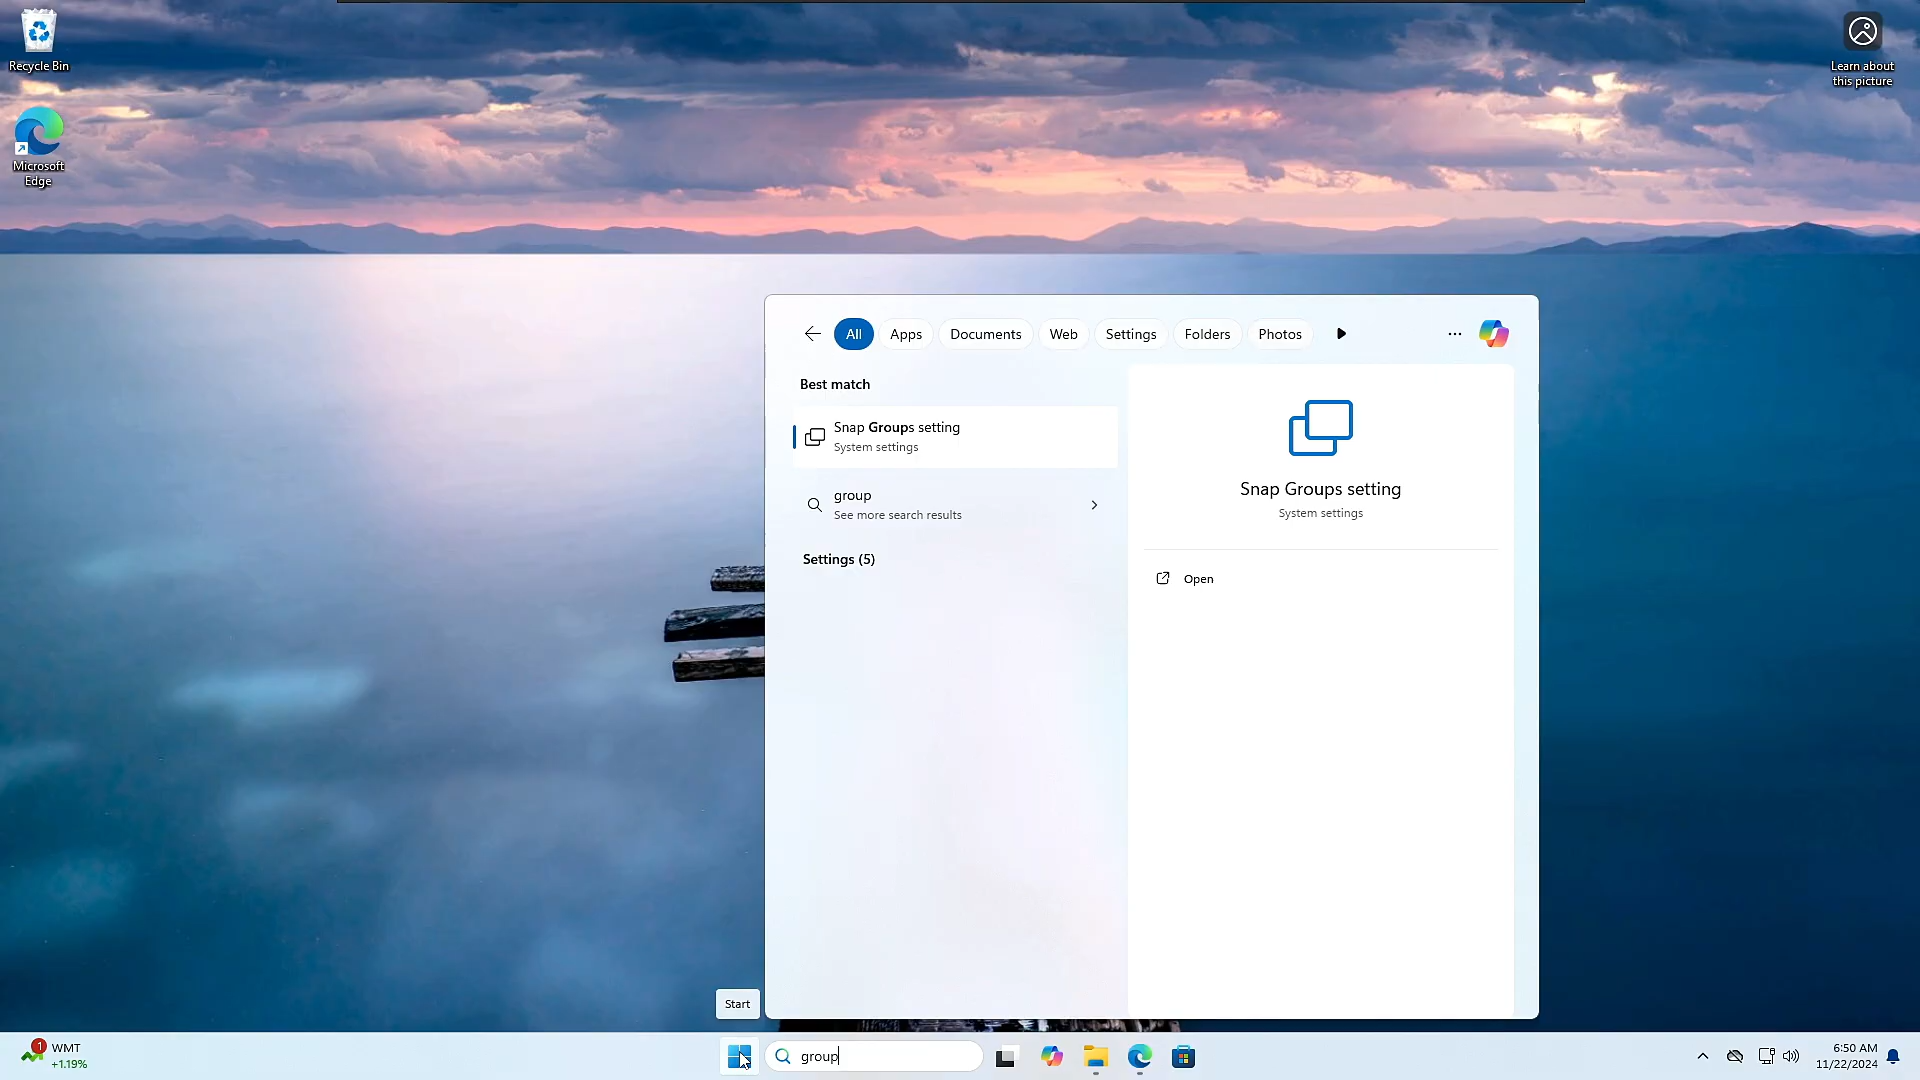 Recycle Bin
Microsoft
Edge
Learn about
this picture
All
Apps
Documents
Web
Settings
Folders
Photos
Best match
Snap Groups setting
System settings
group
See more search results
Settings (5)
Snap Groups setting
System settings
Open
Start
1
WMT
+1.19%
group
6:50 AM
11/22/2024